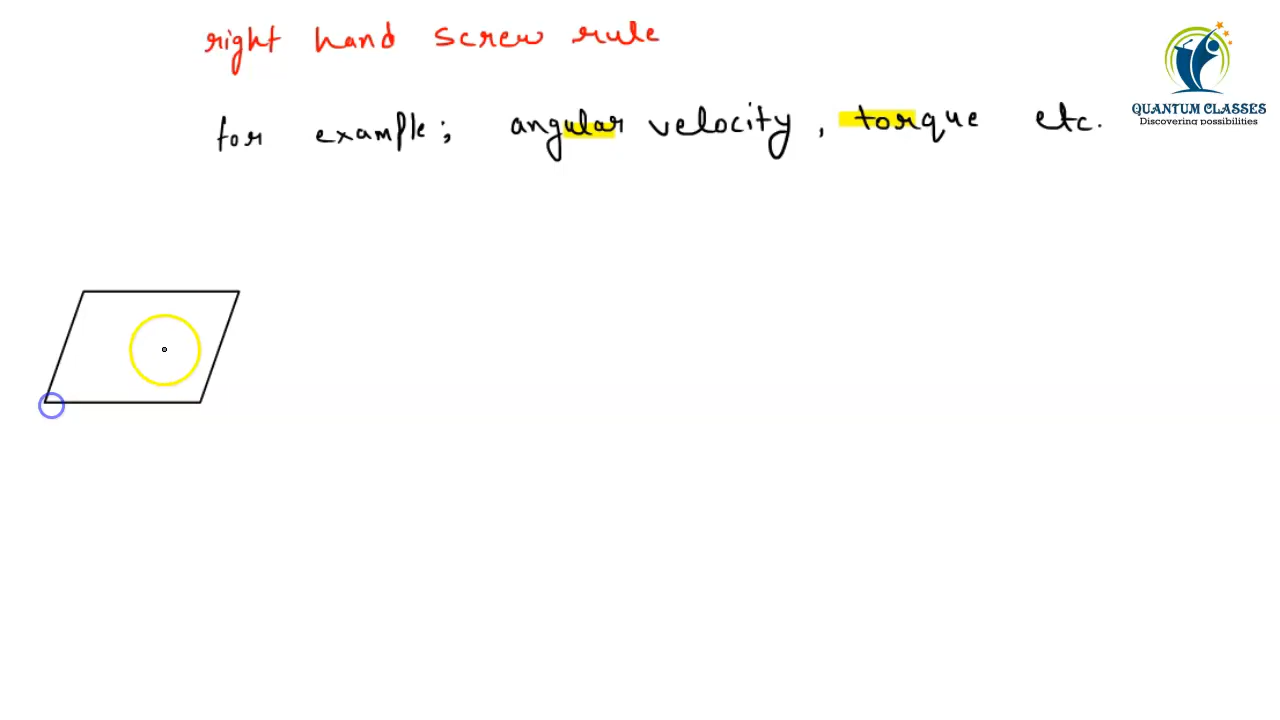 right hand screw rule
for example; angular velocity, torque etc.
QUANTUM CLASSES
Discovering possibilities